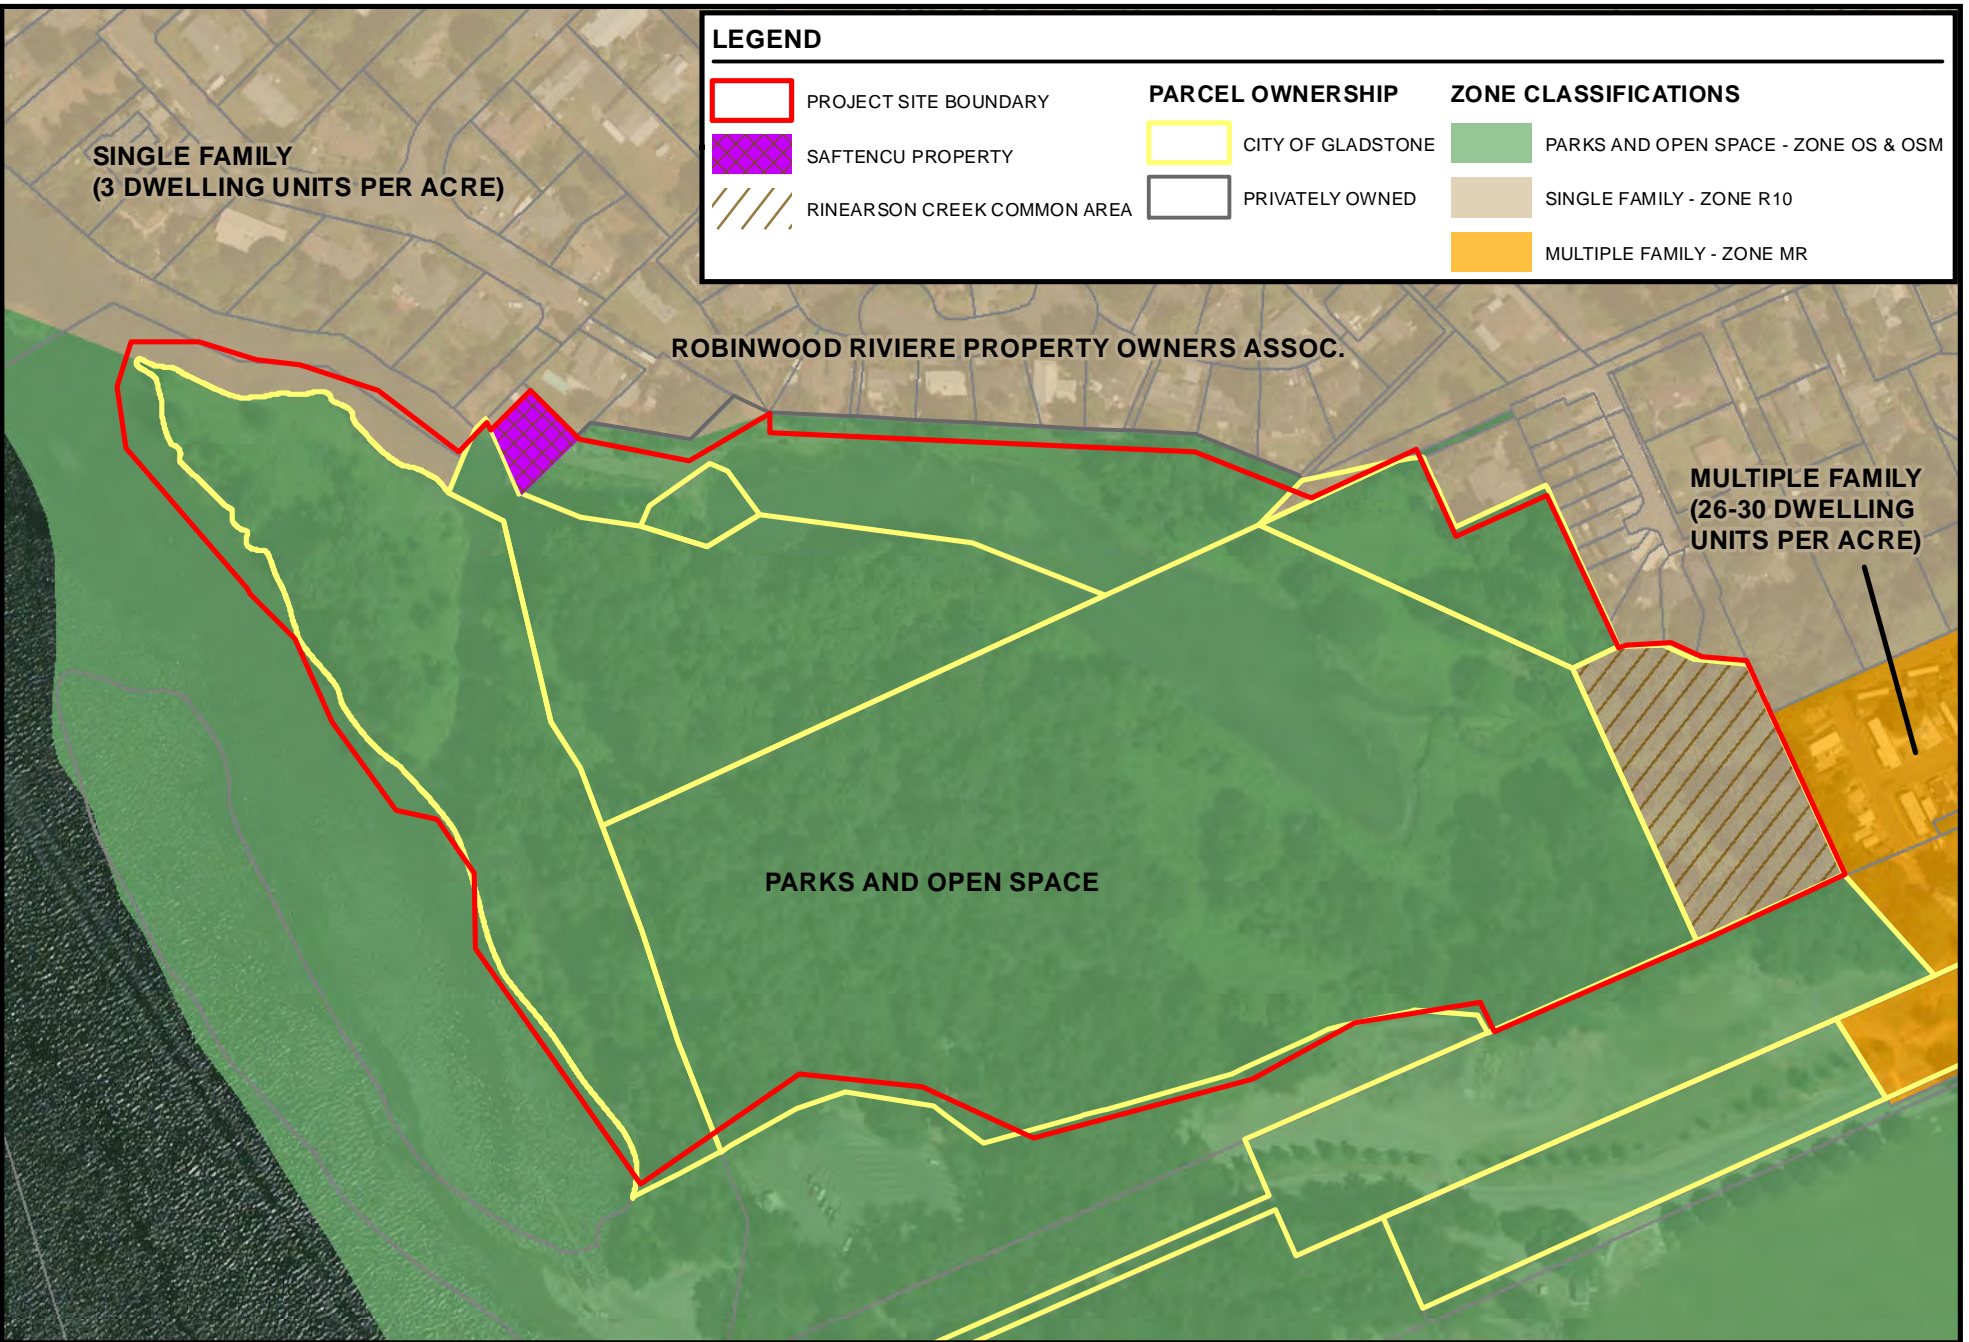 LEGEND
PROJECT SITE BOUNDARY
SAFTENCU PROPERTY
RINEARSON CREEK COMMON AREA
PARCEL OWNERSHIP
CITY OF GLADSTONE
PRIVATELY OWNED
ZONE CLASSIFICATIONS
PARKS AND OPEN SPACE - ZONE OS & OSM
SINGLE FAMILY - ZONE R10
MULTIPLE FAMILY - ZONE MR
SINGLE FAMILY
(3 DWELLING UNITS PER ACRE)
ROBINWOOD RIVIERE PROPERTY OWNERS ASSOC.
MULTIPLE FAMILY
(26-30 DWELLING
UNITS PER ACRE)
PARKS AND OPEN SPACE